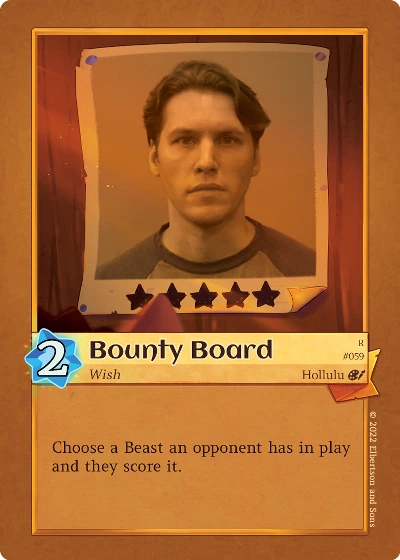 2
Bounty Board
R
#059
Wish
Hollulu
Choose a Beast an opponent has in play
and they score it.
© 2022 Elbertson and Sons